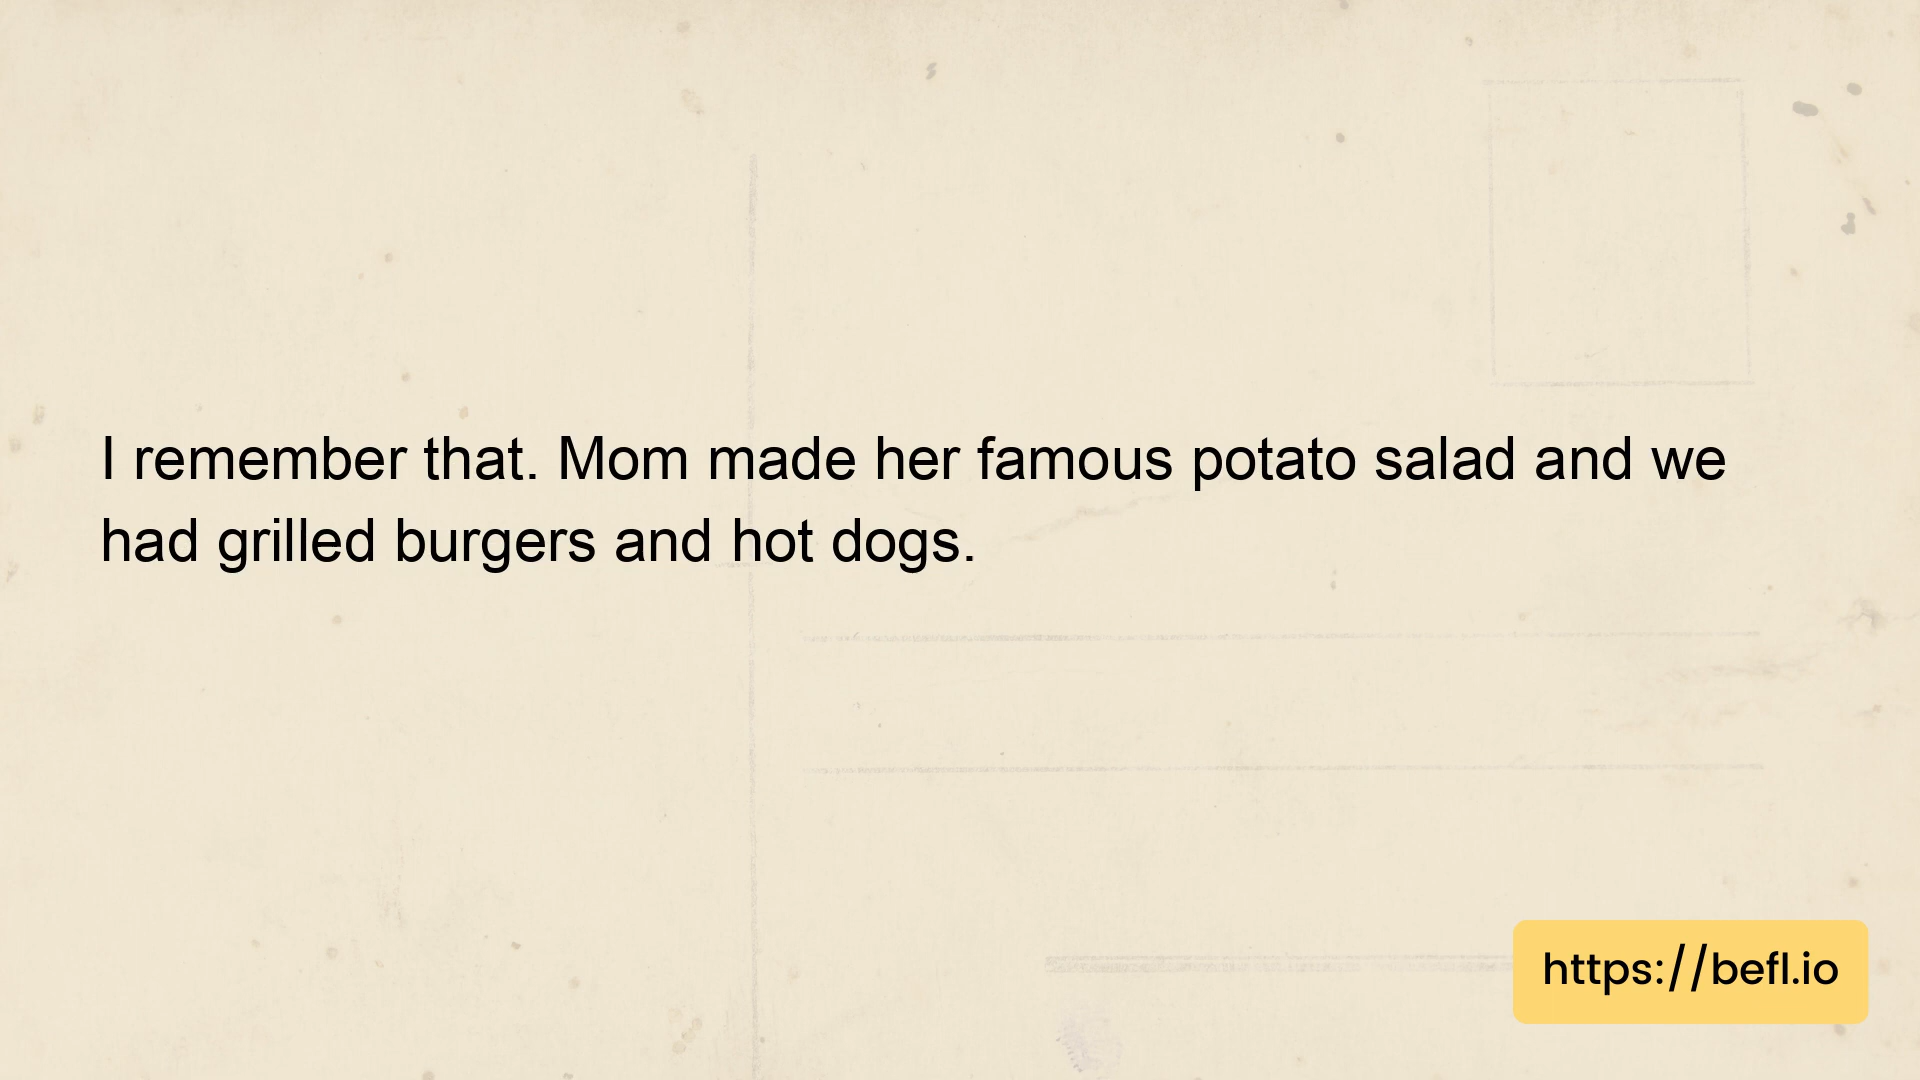 I remember that. Mom made her famous potato salad and we
had grilled burgers and hot dogs.
https://befl.io